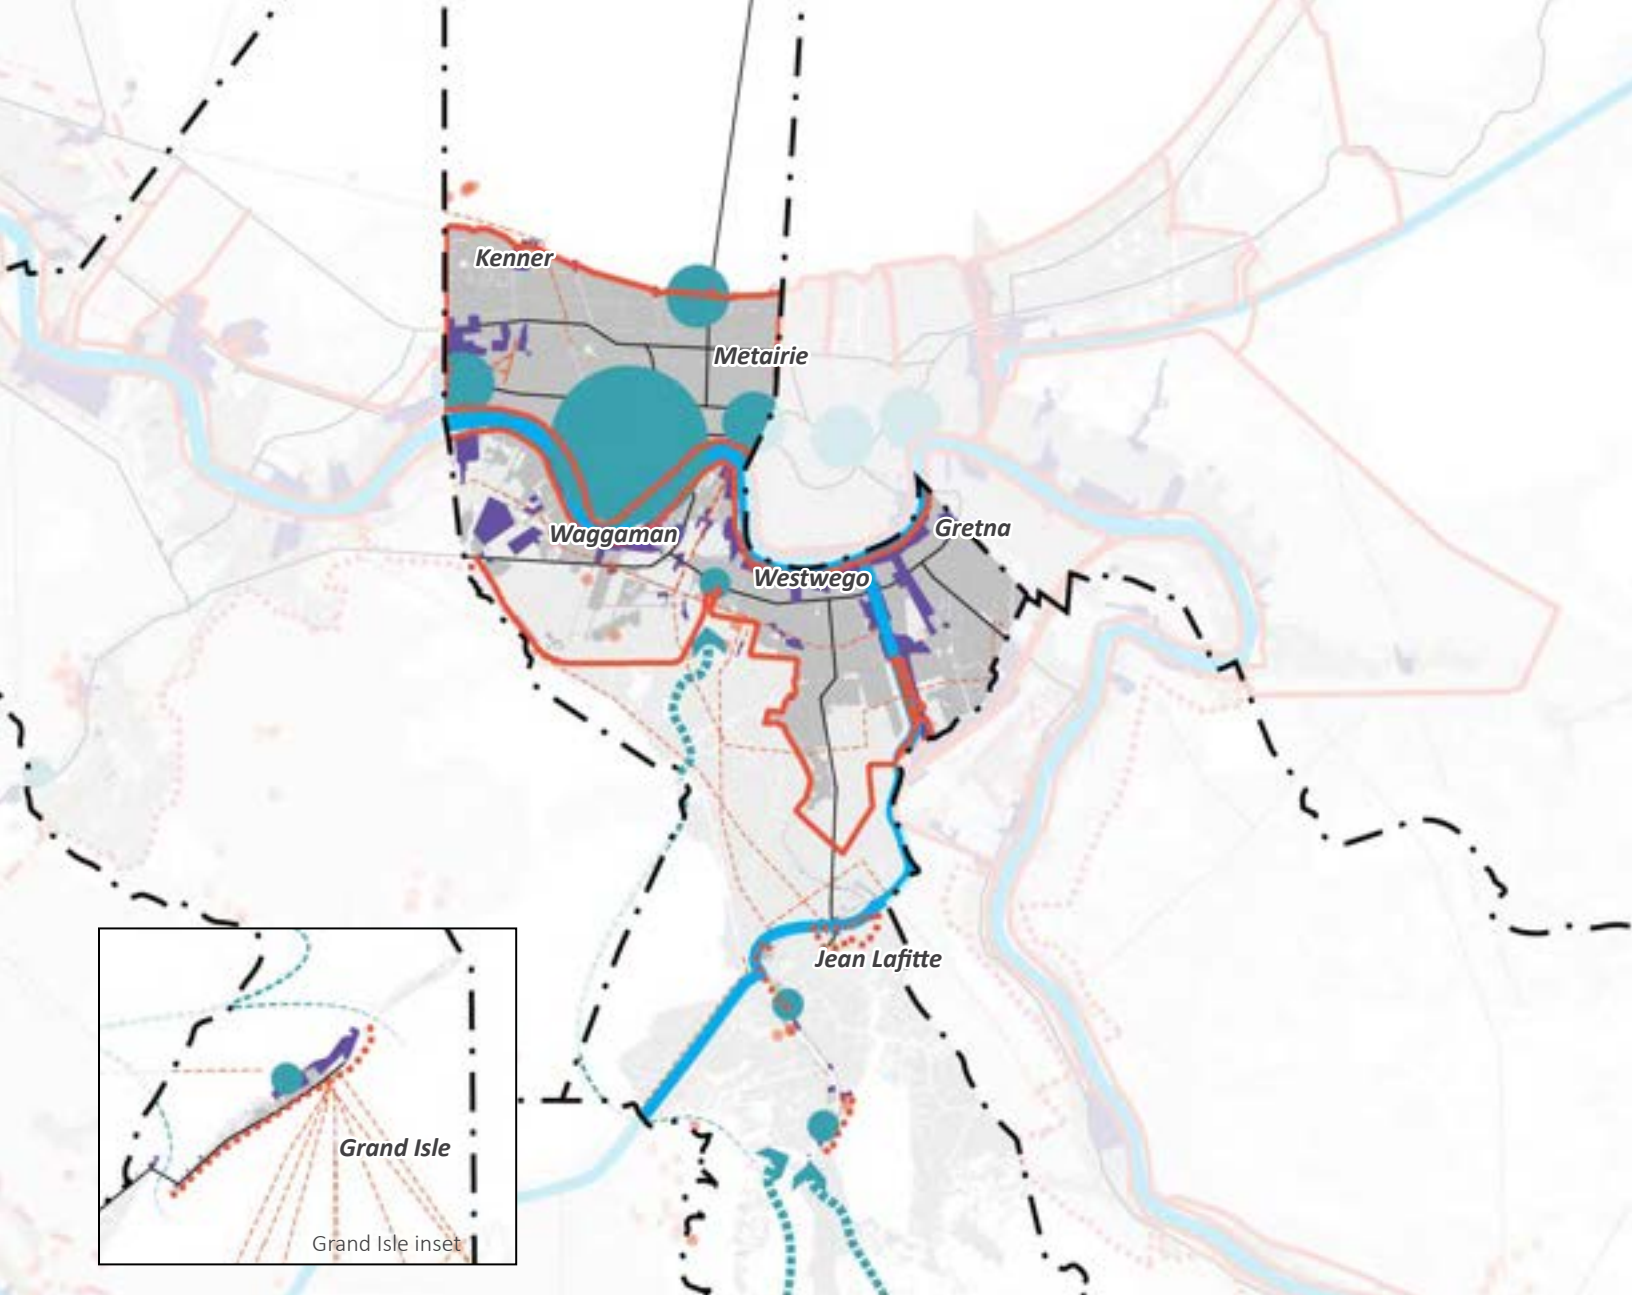 Kenner
Metairie
Waggaman
Gretna
Westwego
Jean Lafitte
Grand Isle
Grand Isle inset